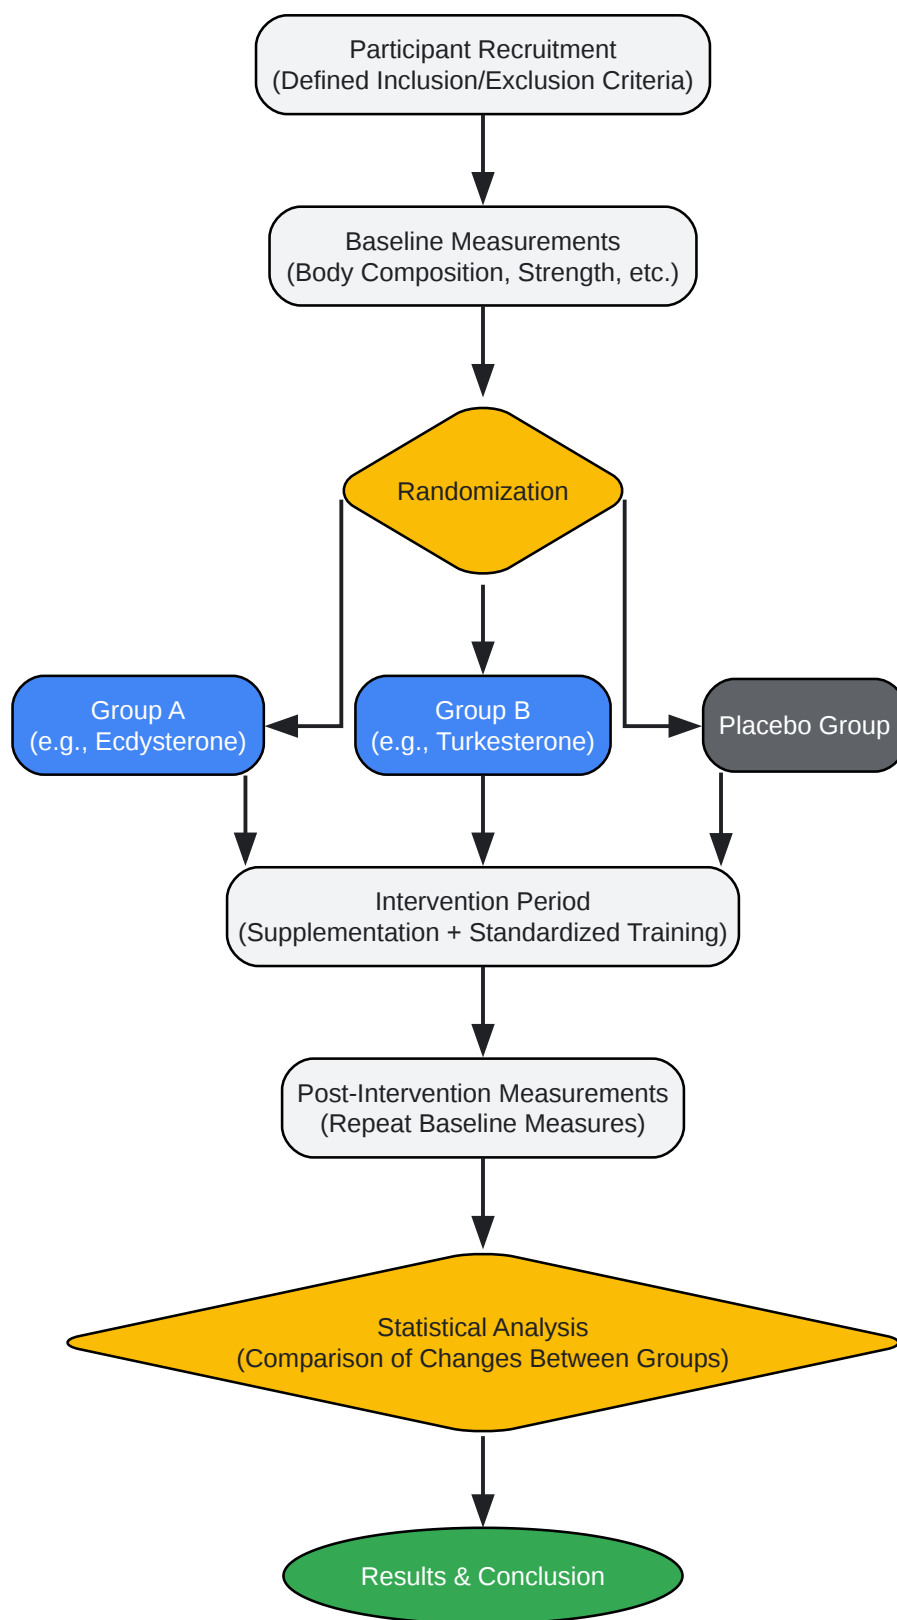 Participant Recruitment
(Defined Inclusion/Exclusion Criteria)
Baseline Measurements
(Body Composition, Strength, etc.)
Randomization
Group A
(e.g., Ecdysterone)
Group B
(e.g., Turkesterone)
Placebo Group
Intervention Period
(Supplementation + Standardized Training)
Post-Intervention Measurements
(Repeat Baseline Measures)
Statistical Analysis
(Comparison of Changes Between Groups)
Results & Conclusion